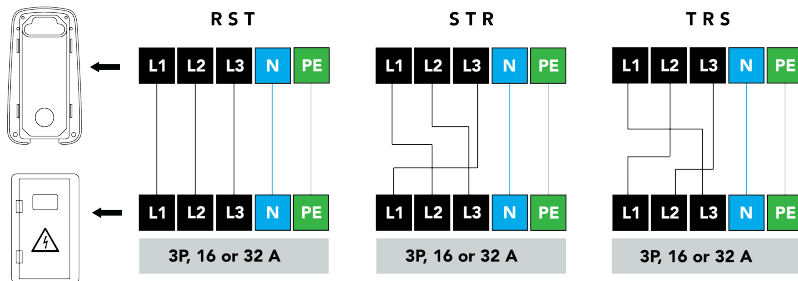 R S T S T R T R S
L1 L2 L3 N PE L1 L2 L3 N PE L1 L2 L3 N PE
L1 L2 L3 N PE L1 L2 L3 N PE L1 L2 L3 N PE
3P, 16 or 32 A 3P, 16 or 32 A 3P, 16 or 32 A